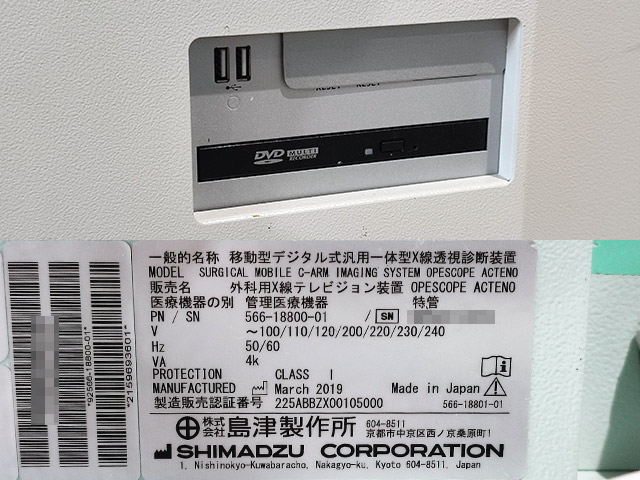 DVD MULTI
RECORDER
一般的名称 移動型デジタル式汎用一体型X線透視診断装置
MODEL SURGICAL MOBILE C-ARM IMAGING SYSTEM OPESCOPE ACTENO
販売名 外科用X線テレビジョン装置 OPESCOPE ACTENO
医療機器の別 管理医療機器 特管
PN / SN 566-18800-01 / SN
V ~100/110/120/200/220/230/240
Hz 50/60
VA 4k
PROTECTION CLASS I
MANUFACTURED March 2019 Made in Japan
製造販売認証番号 225ABBZX00105000 566-18801-01
株式会社 島津製作所 604-8511
京都市中京区西ノ京桑原町1
SHIMADZU CORPORATION
1, Nishinokyo-Kuwabaracho, Nakagyo-ku, Kyoto 604-8511, Japan
*92566-18800-01*
*2159693601*